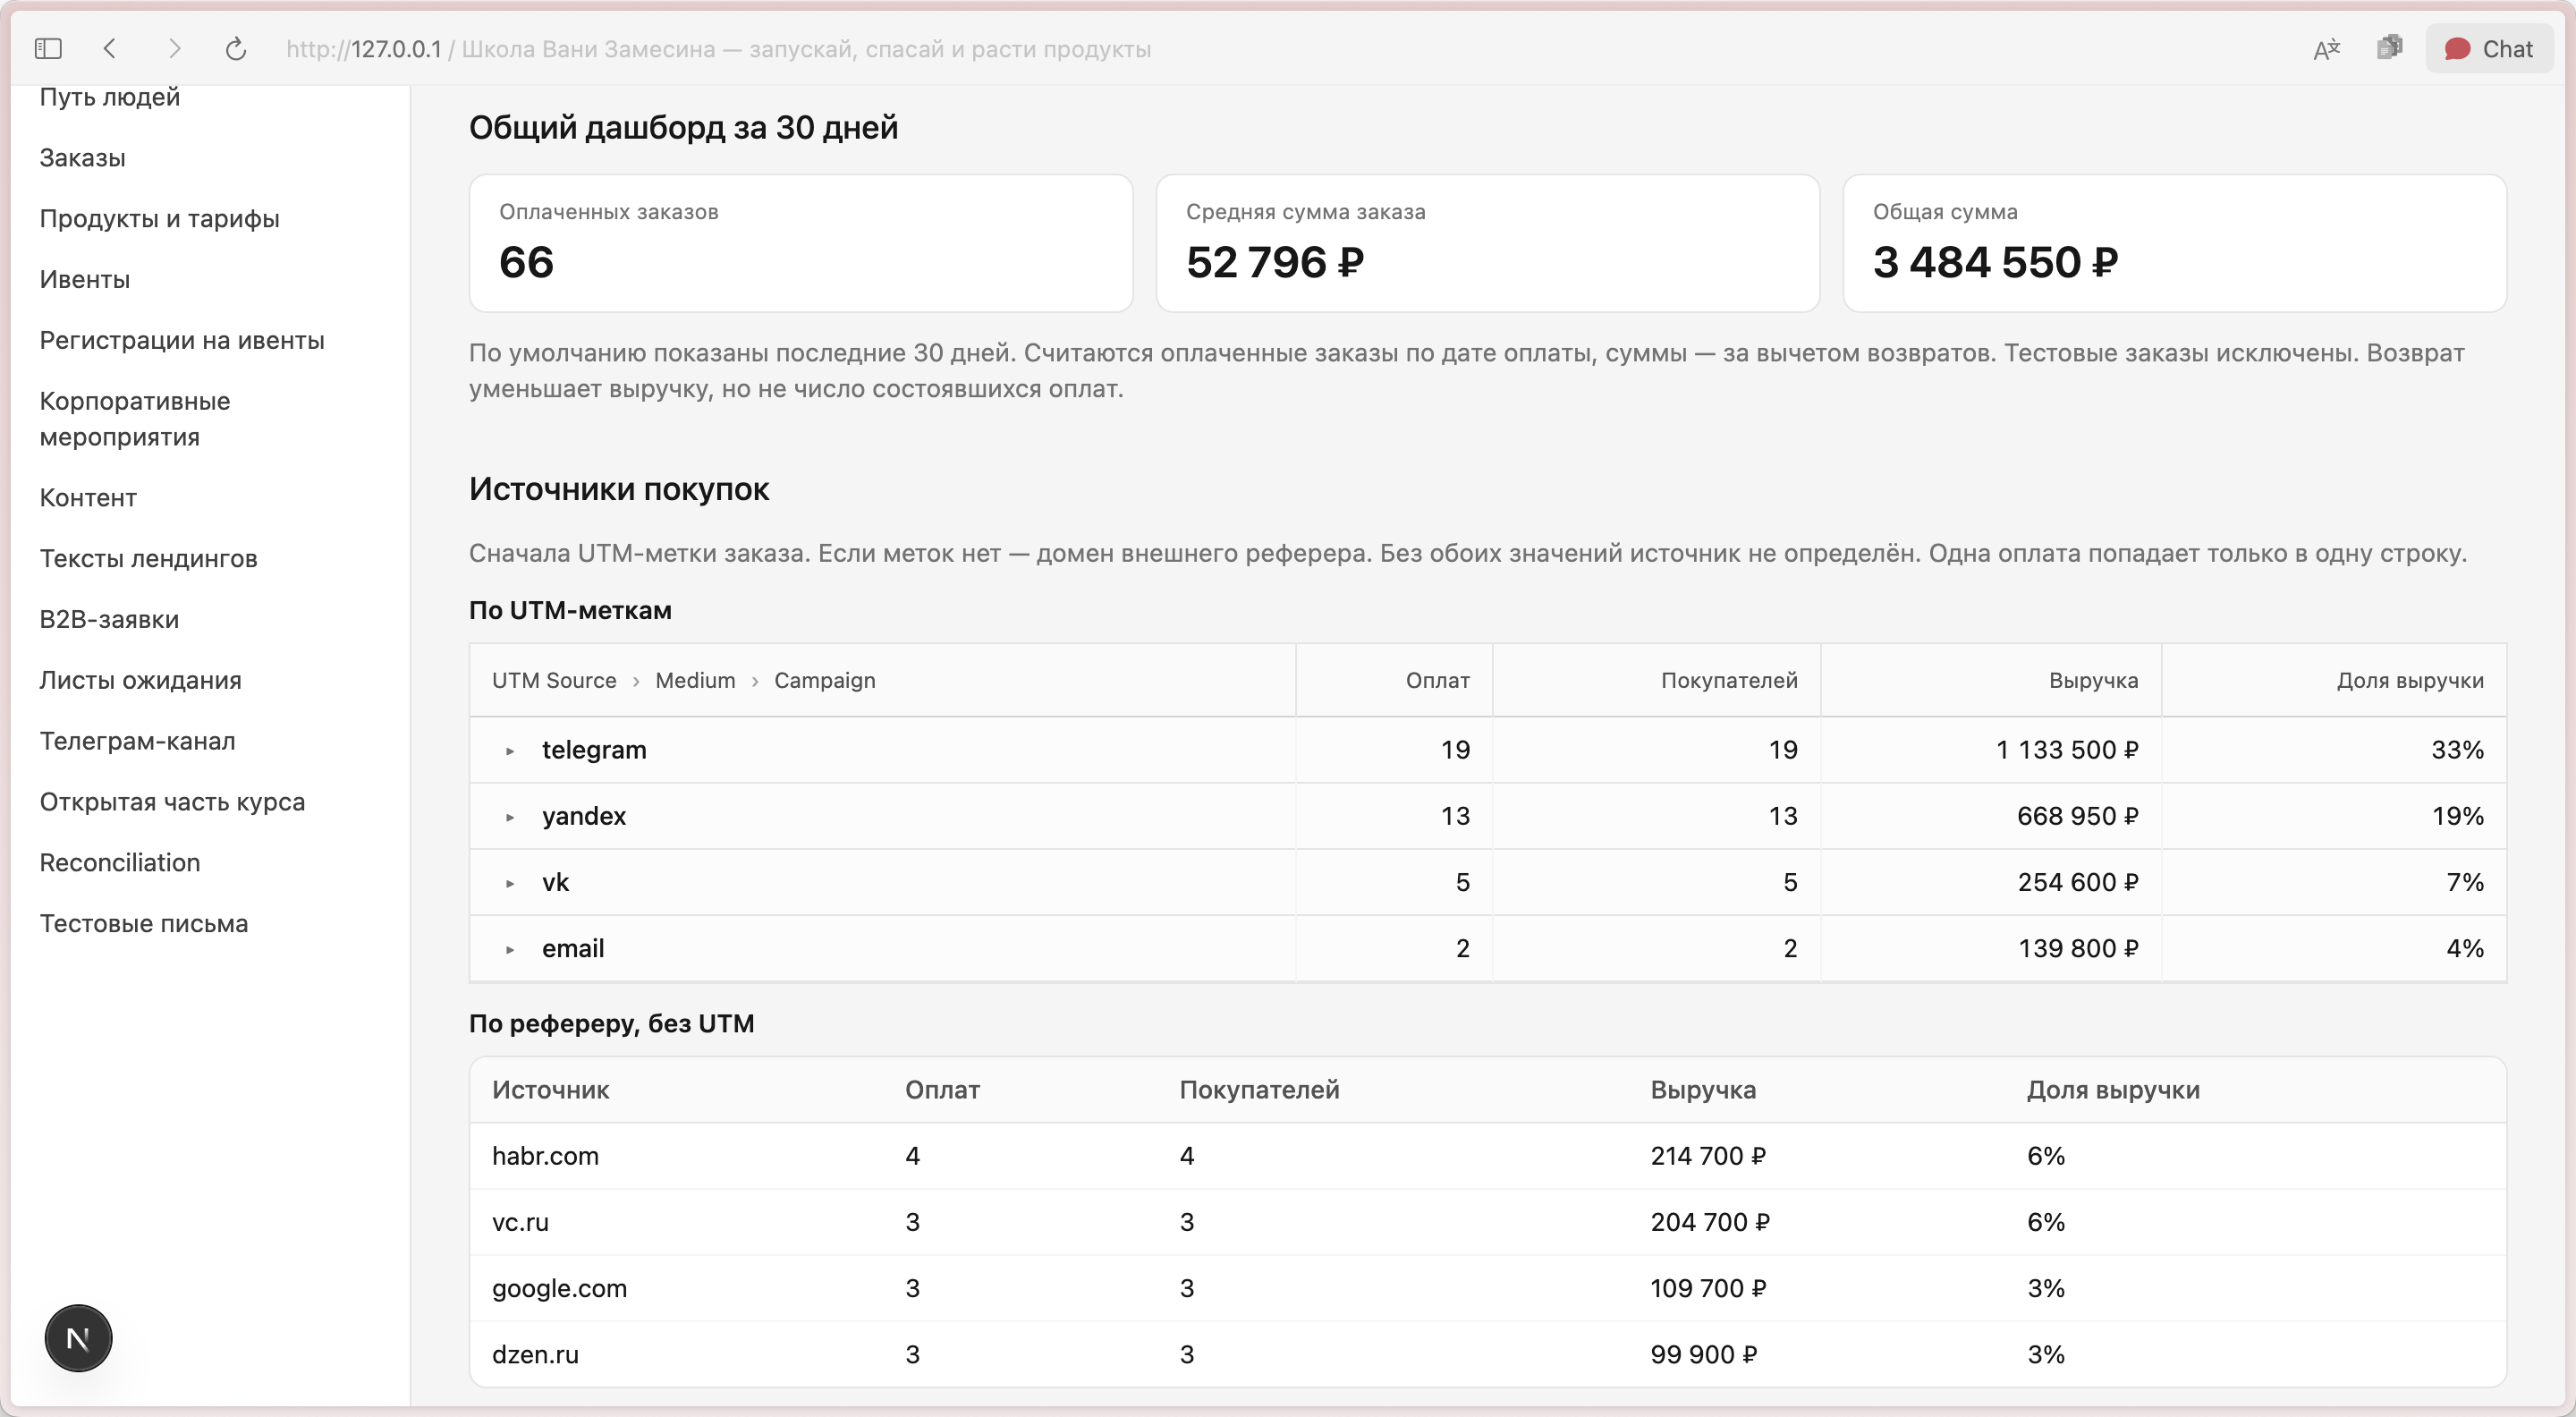 http://127.0.0.1 / Школа Вани Замесина — запускай, спасай и расти продукты
Chat
Путь людей
Заказы
Продукты и тарифы
Ивенты
Регистрации на ивенты
Корпоративные
мероприятия
Контент
Тексты лендингов
B2B-заявки
Листы ожидания
Телеграм-канал
Открытая часть курса
Reconciliation
Тестовые письма
N
Общий дашборд за 30 дней
Оплаченных заказов
66
Средняя сумма заказа
52 796 ₽
Общая сумма
3 484 550 ₽
По умолчанию показаны последние 30 дней. Считаются оплаченные заказы по дате оплаты, суммы — за вычетом возвратов. Тестовые заказы исключены. Возврат
уменьшает выручку, но не число состоявшихся оплат.
Источники покупок
Сначала UTM-метки заказа. Если меток нет — домен внешнего реферера. Без обоих значений источник не определён. Одна оплата попадает только в одну строку.
По UTM-меткам
UTM Source › Medium › Campaign Оплат Покупателей Выручка Доля выручки
telegram 19 19 1 133 500 ₽ 33%
yandex 13 13 668 950 ₽ 19%
vk 5 5 254 600 ₽ 7%
email 2 2 139 800 ₽ 4%
По рефереру, без UTM
Источник Оплат Покупателей Выручка Доля выручки
habr.com 4 4 214 700 ₽ 6%
vc.ru 3 3 204 700 ₽ 6%
google.com 3 3 109 700 ₽ 3%
dzen.ru 3 3 99 900 ₽ 3%